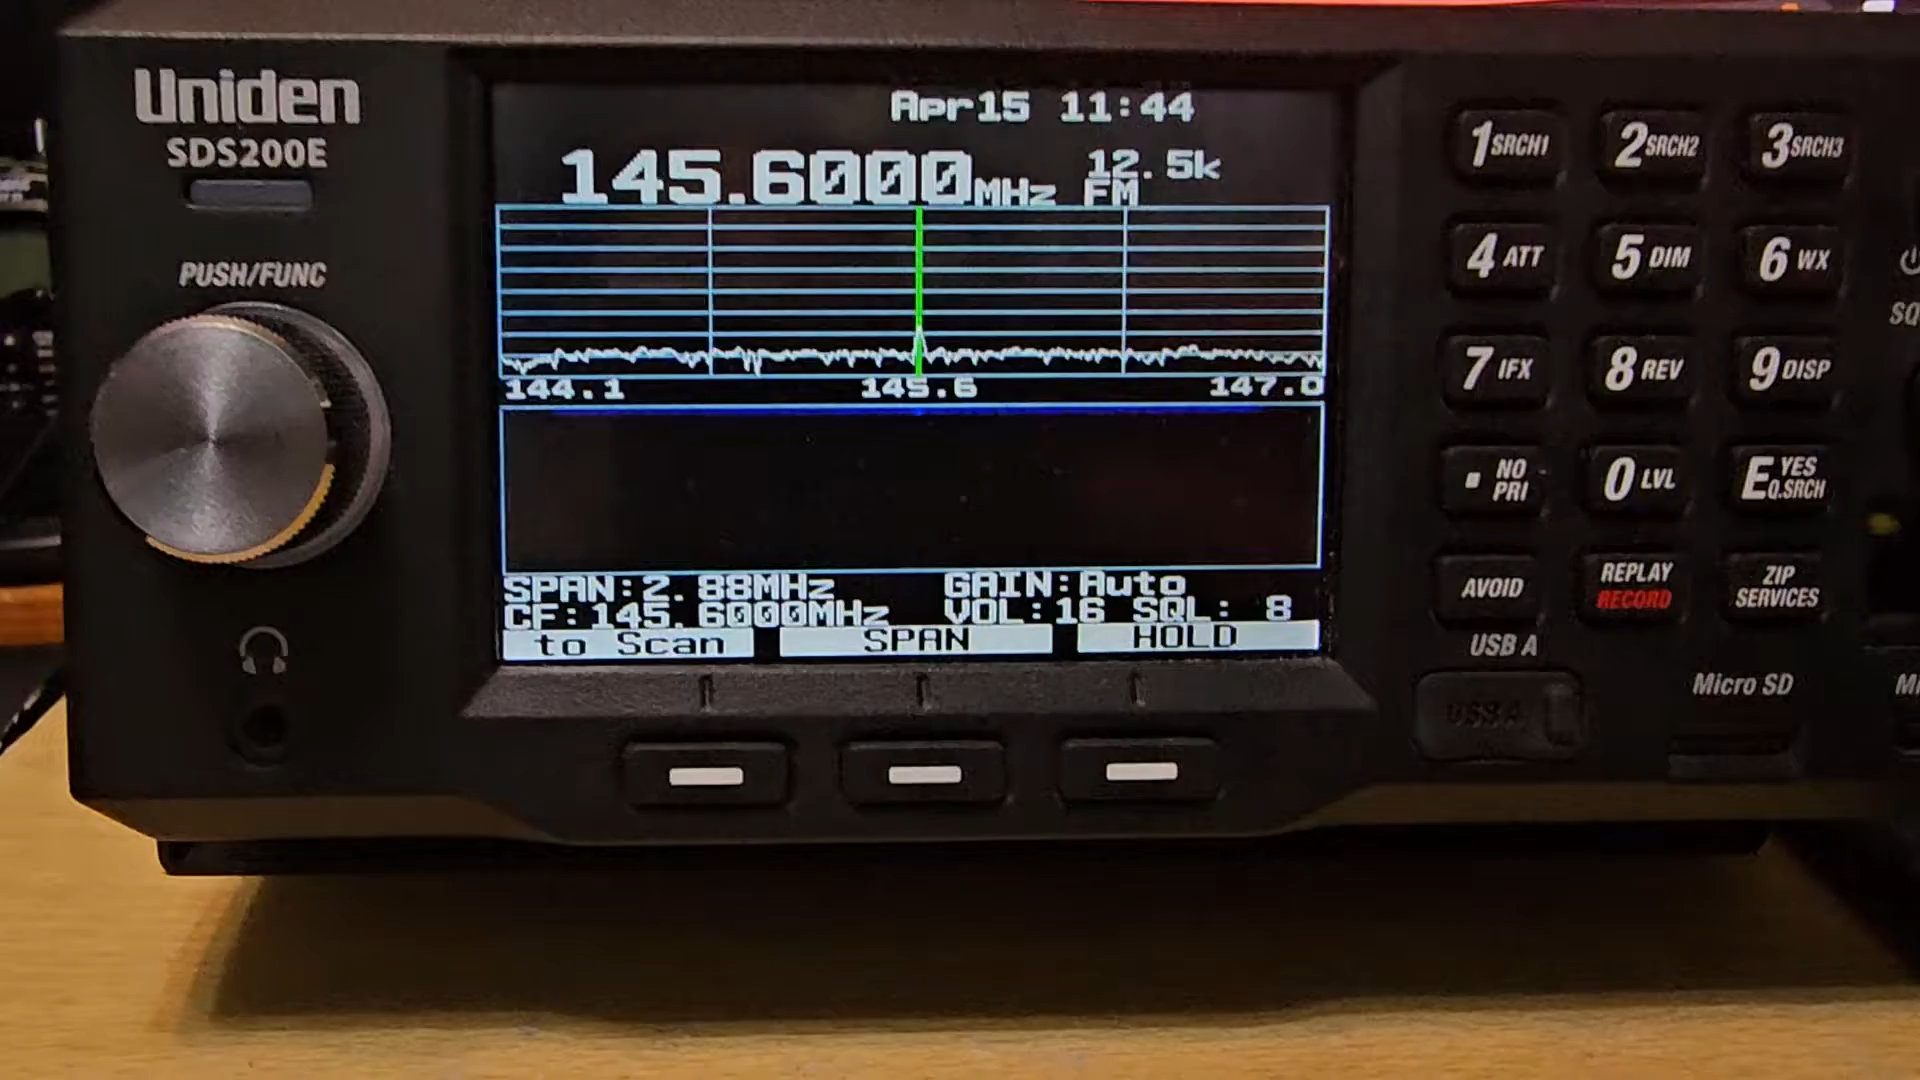 Uniden
SDS200E
PUSH/FUNC
Apr15 11:44
145.6000MHz 12.5k
FM
144.1 145.6 147.0
SPAN:2.88MHz GAIN:Auto
CF:145.6000MHz VOL:16 SQL: 8
to Scan SPAN HOLD
1 SRCH1 2 SRCH2 3 SRCH3
4 ATT 5 DIM 6 WX
7 IFX 8 REV 9 DISP
. NO PRI 0 LVL E YES Q.SRCH
AVOID REPLAY RECORD ZIP SERVICES
USB A
USB A
Micro SD
SQ